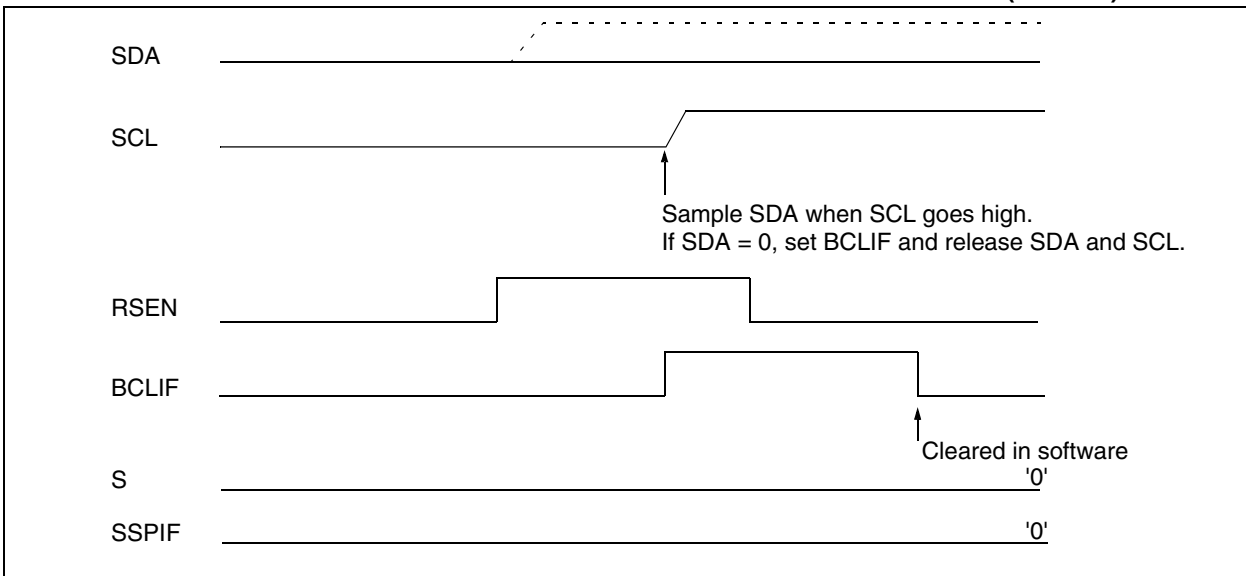 SDA
SCL
Sample SDA when SCL goes high.
If SDA = 0, set BCLIF and release SDA and SCL.
RSEN
BCLIF
Cleared in software
S
'0'
SSPIF
'0'